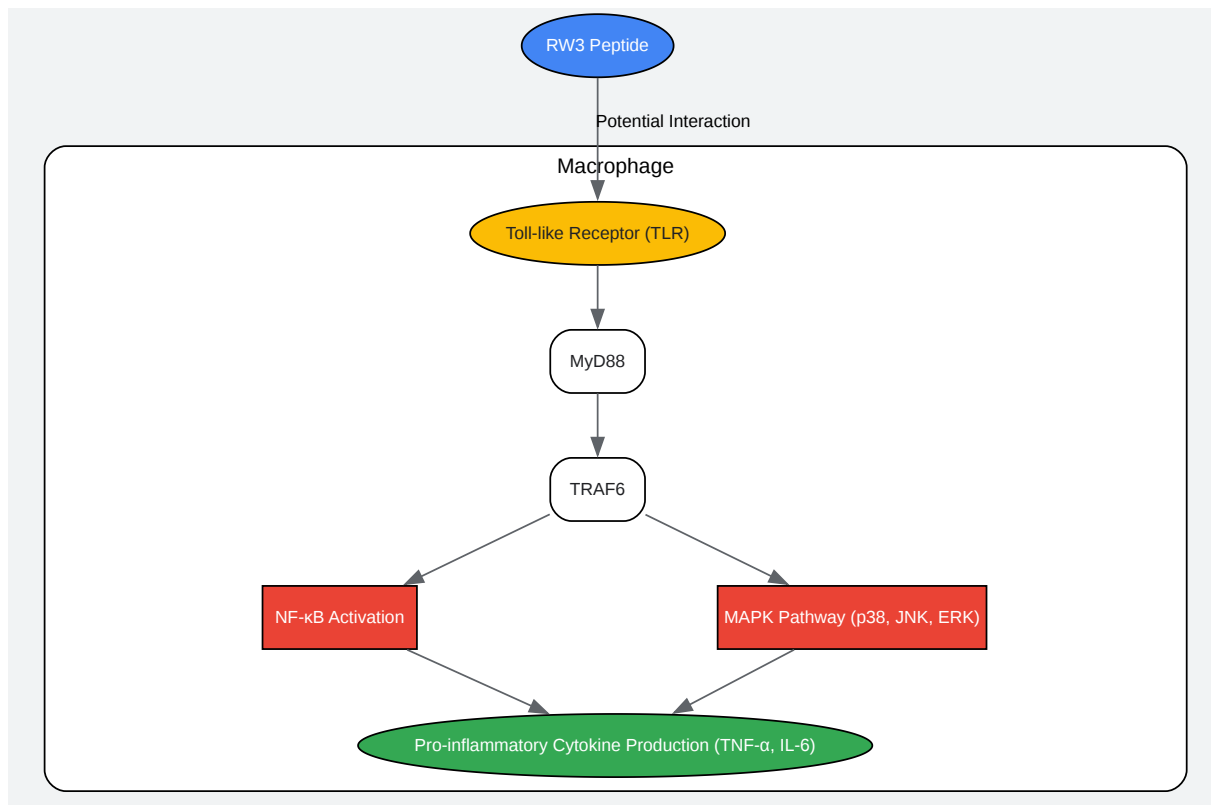 RW3 Peptide
Potential Interaction
Macrophage
Toll-like Receptor (TLR)
MyD88
TRAF6
NF-κB Activation
MAPK Pathway (p38, JNK, ERK)
Pro-inflammatory Cytokine Production (TNF-α, IL-6)